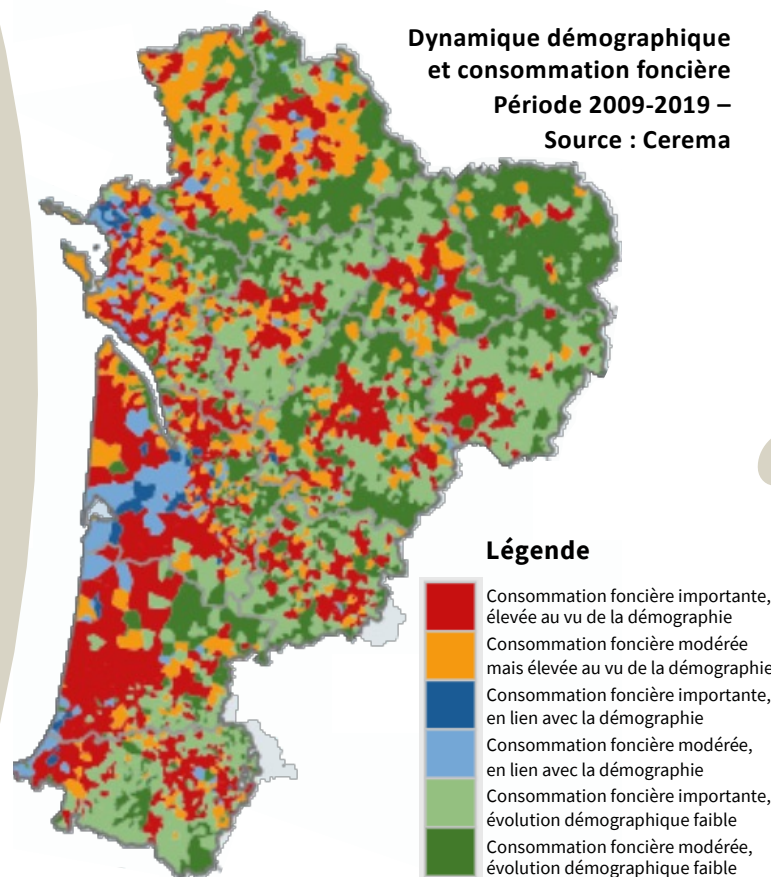 Dynamique démographique
et consommation foncière
Période 2009-2019 –
Source : Cerema
Légende
Consommation foncière importante,
élevée au vu de la démographie
Consommation foncière modérée
mais élevée au vu de la démographie
Consommation foncière importante,
en lien avec la démographie
Consommation foncière modérée,
en lien avec la démographie
Consommation foncière importante,
évolution démographique faible
Consommation foncière modérée,
évolution démographique faible